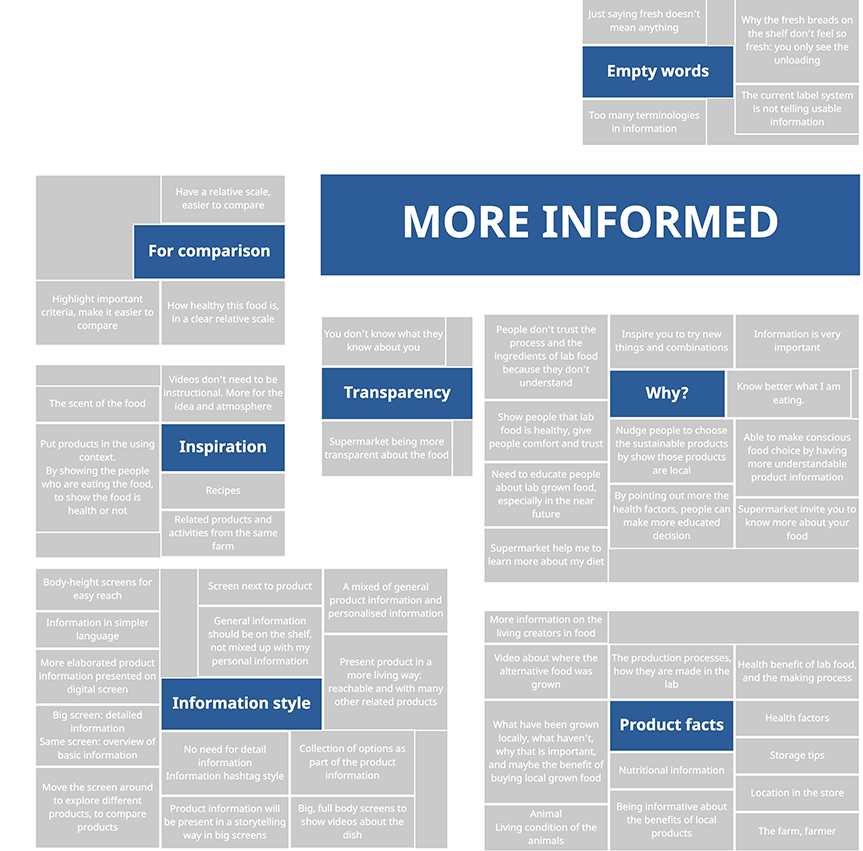 Just saying fresh doesn't
mean anything
Why the fresh breads on
the shelf don't feel so
fresh: you only see the
unloading
Empty words
Too many terminologies
in information
The current label system
is not telling usable
information
MORE INFORMED
Have a relative scale,
easier to compare
For comparison
Highlight important
criteria, make it easier to
compare
How healthy this food is,
in a clear relative scale
The scent of the food
Videos don't need to be
instructional. More for the
idea and atmosphere
Put products in the using
context.
By showing the people
who are eating the food,
to show the food is
health or not
Inspiration
Recipes
Related products and
activities from the same
farm
You don't know what they
know about you
Transparency
Supermarket being more
transparent about the food
People don't trust the
process and the
ingredients of lab food
because they don't
understand
Inspire you to try new
things and combinations
Information is very
important
Why?
Know better what I am
eating.
Show people that lab
food is healthy, give
people comfort and trust
Nudge people to choose
the sustainable products
by show those products
are local
Able to make conscious
food choice by having
more understandable
product information
Need to educate people
about lab grown food,
especially in the near
future
By pointing out more the
health factors, people can
make more educated
decision
Supermarket invite you to
know more about your
food
Supermarket help me to
learn more about my diet
Body-height screens for
easy reach
Screen next to product
A mixed of general
product information and
personalised information
Information in simpler
language
General information
should be on the shelf,
not mixed up with my
personal information
More elaborated product
information presented on
digital screen
Present product in a
more living way:
reachable and with many
other related products
Information style
Big screen: detailed
information
Same screen: overview of
basic information
No need for detail
information
Information hashtag style
Collection of options as
part of the product
information
Move the screen around
to explore different
products, to compare
products
Product information will
be present in a storytelling
way in big screens
Big, full body screens to
show videos about the
dish
More information on the
living creators in food
Video about where the
alternative food was
grown
The production processes,
how they are made in the
lab
Health benefit of lab food,
and the making process
What have been grown
locally, what haven't,
why that is important,
and maybe the benefit of
buying local grown food
Product facts
Health factors
Storage tips
Nutritional information
Location in the store
Animal
Living condition of the
animals
Being informative about
the benefits of local
products
The farm, farmer